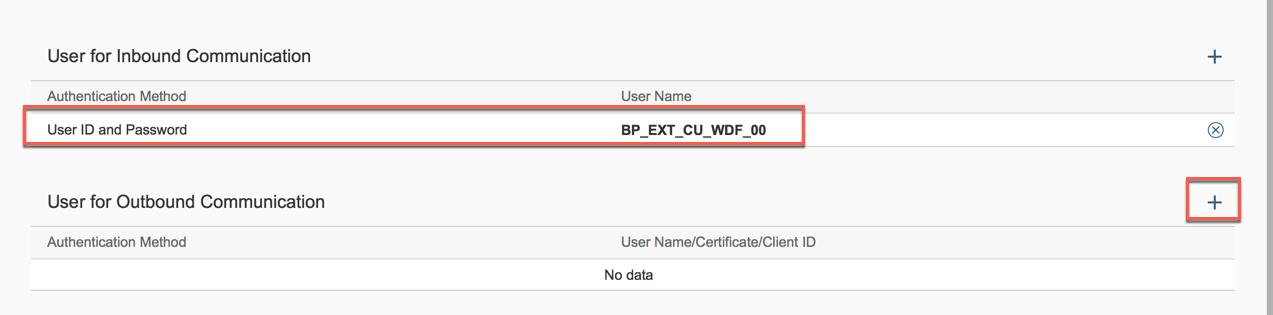 User for Inbound Communication
Authentication Method User Name
User ID and Password BP_EXT_CU_WDF_00
User for Outbound Communication
Authentication Method User Name/Certificate/Client ID
No data